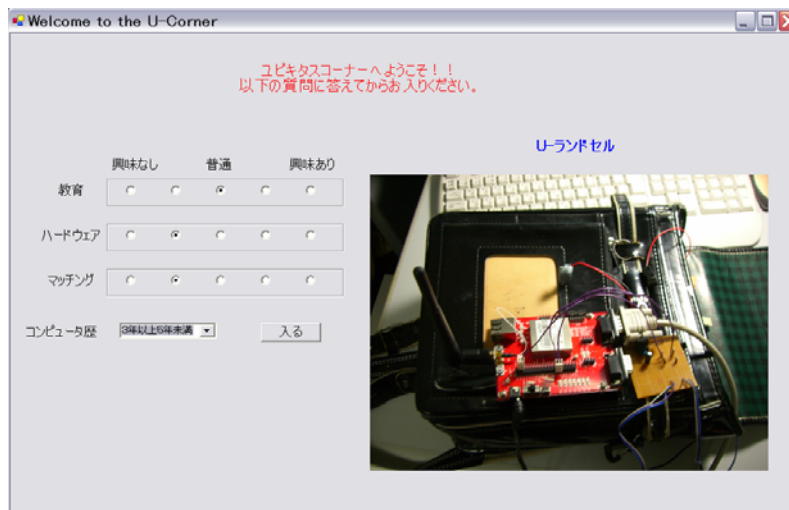 Welcome to the U-Corner
ユビキタスコーナーへようこそ！！
以下の質問に答えてからお入りください。
U-ランドセル
興味なし 普通 興味あり
教育
ハードウェア
マッチング
コンピュータ歴 3年以上5年未満 入る